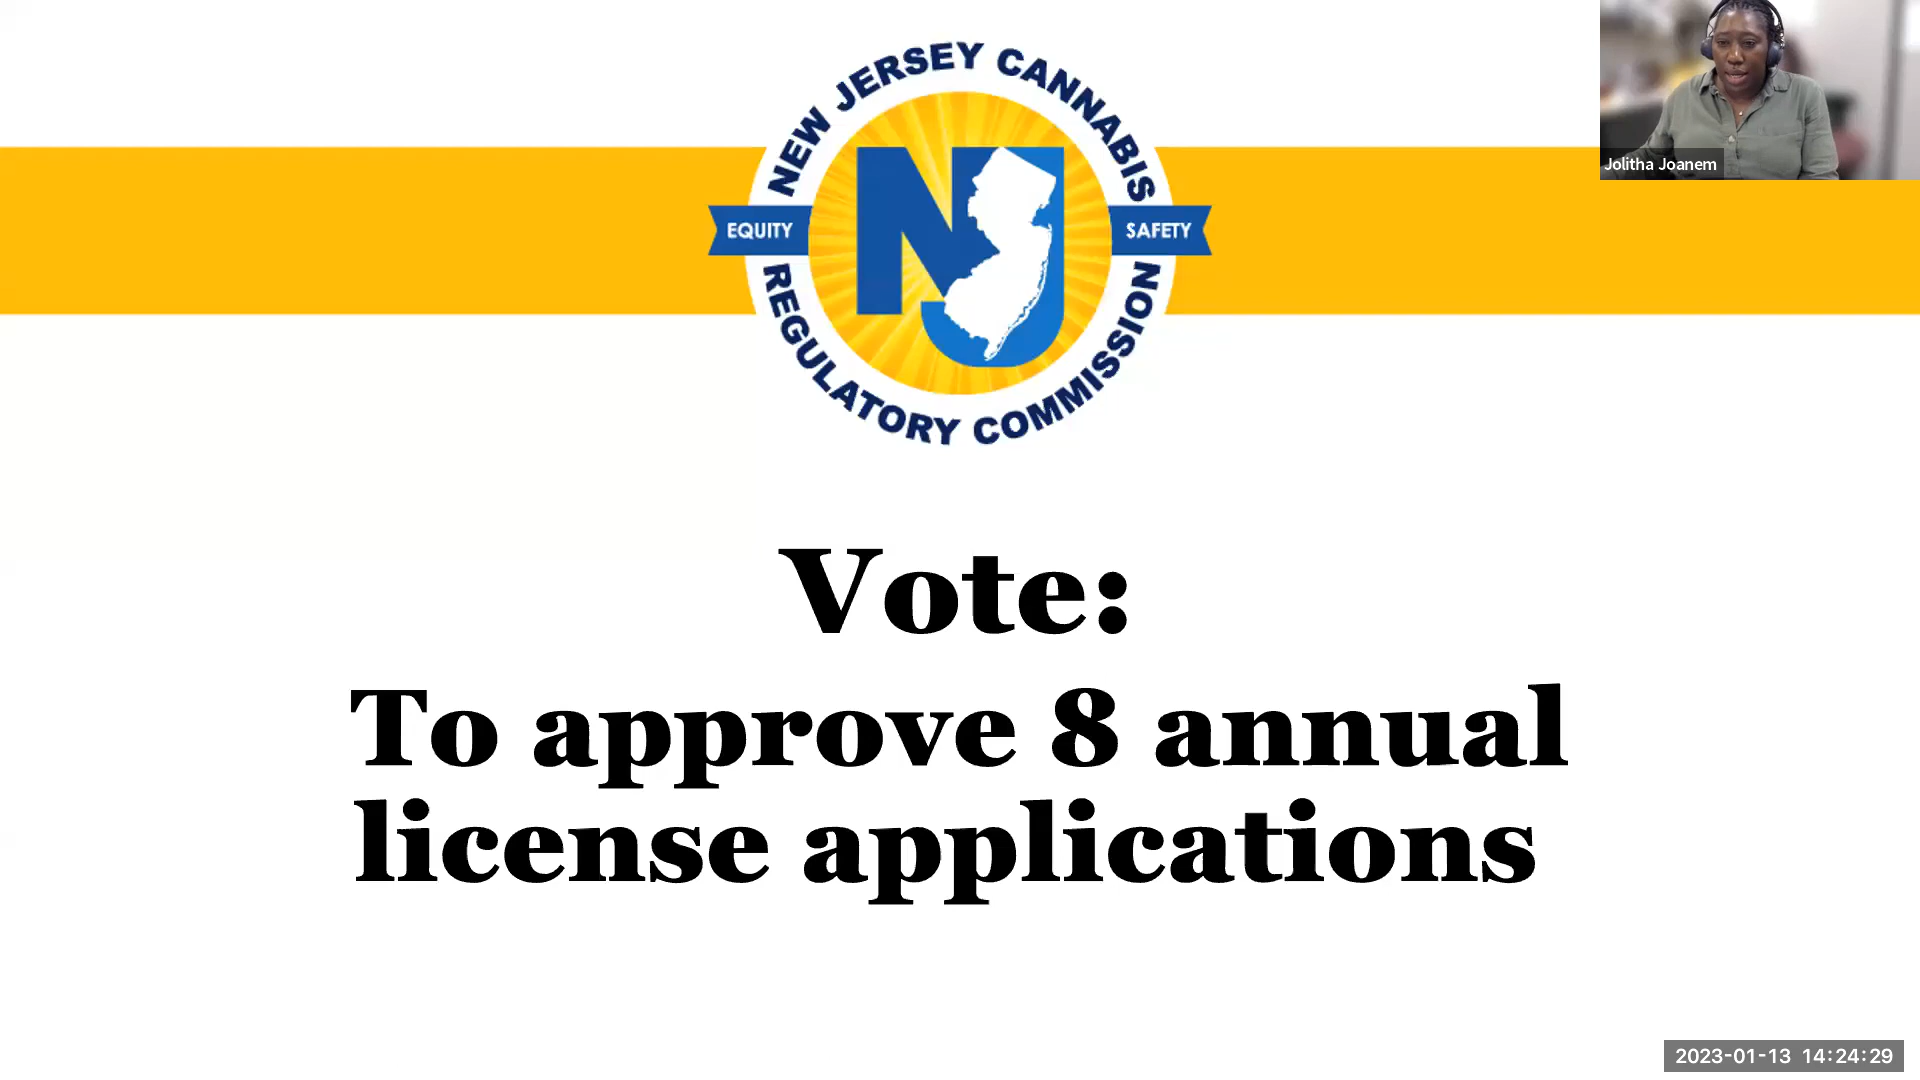 NEW JERSEY CANNABIS
EQUITY
NJ
SAFETY
REGULATORY COMMISSION
Jolitha Joanem
Vote:
To approve 8 annual
license applications
2023-01-13 14:24:29